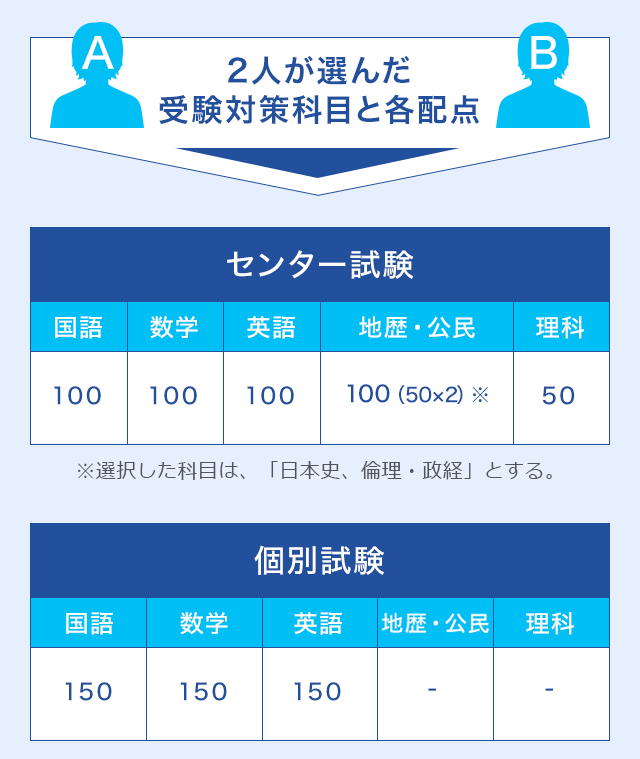 A
B
2人が選んだ
受験対策科目と各配点
センター試験
国語 数学 英語 地歴・公民 理科
100 100 100 100（50×2）※ 50
※選択した科目は、「日本史、倫理・政経」とする。
個別試験
国語 数学 英語 地歴・公民 理科
150 150 150 - -